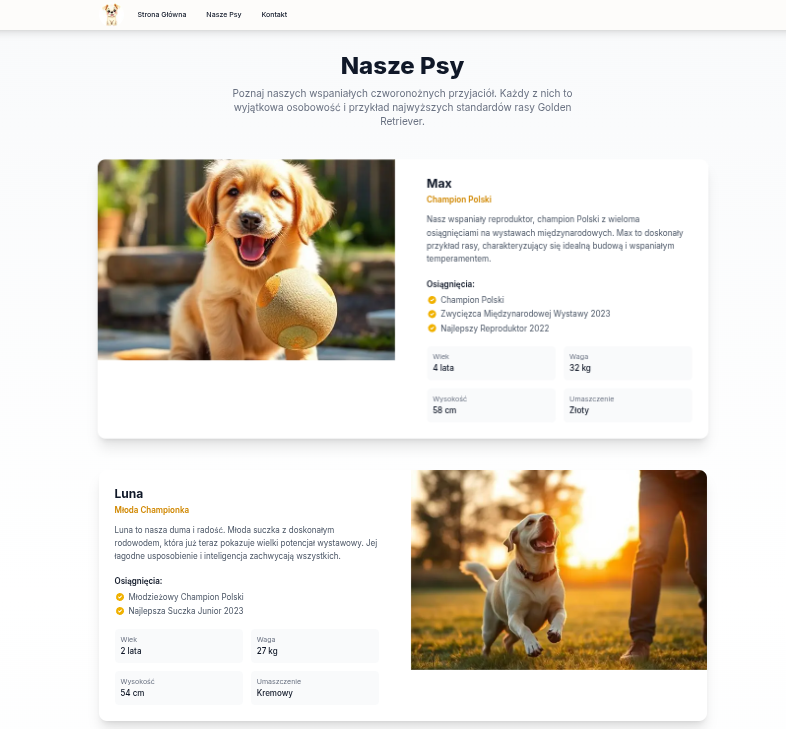 Strona Główna Nasze Psy Kontakt
Nasze Psy
Poznaj naszych wspaniałych czworonożnych przyjaciół. Każdy z nich to
wyjątkowa osobowość i przykład najwyższych standardów rasy Golden
Retriever.
Max
Champion Polski
Nasz wspaniały reproduktor, champion Polski z wieloma
osiągnięciami na wystawach międzynarodowych. Max to doskonały
przykład rasy, charakteryzujący się idealną budową i wspaniałym
temperamentem.
Osiągnięcia:
Champion Polski
Zwycięzca Międzynarodowej Wystawy 2023
Najlepszy Reproduktor 2022
Wiek Waga
4 lata 32 kg
Wysokość Umaszczenie
58 cm Złoty
Luna
Młoda Championka
Luna to nasza duma i radość. Młoda suczka z doskonałym
rodowodem, która już teraz pokazuje wielki potencjał wystawowy. Jej
łagodne usposobienie i inteligencja zachwycają wszystkich.
Osiągnięcia:
Młodzieżowy Champion Polski
Najlepsza Suczka Junior 2023
Wiek Waga
2 lata 27 kg
Wysokość Umaszczenie
54 cm Kremowy